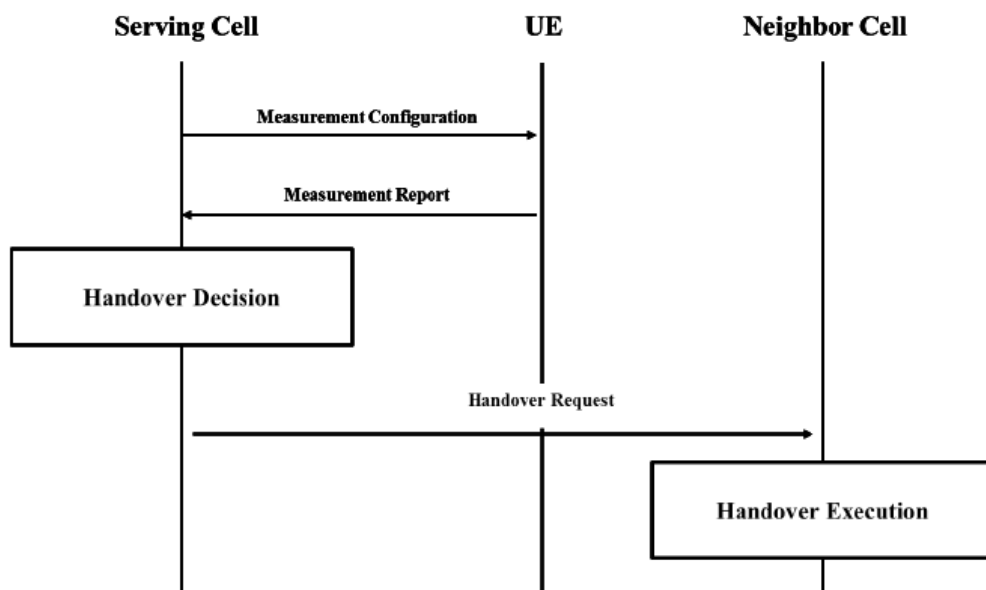 Serving Cell
UE
Neighbor Cell
Measurement Configuration
Measurement Report
Handover Decision
Handover Request
Handover Execution